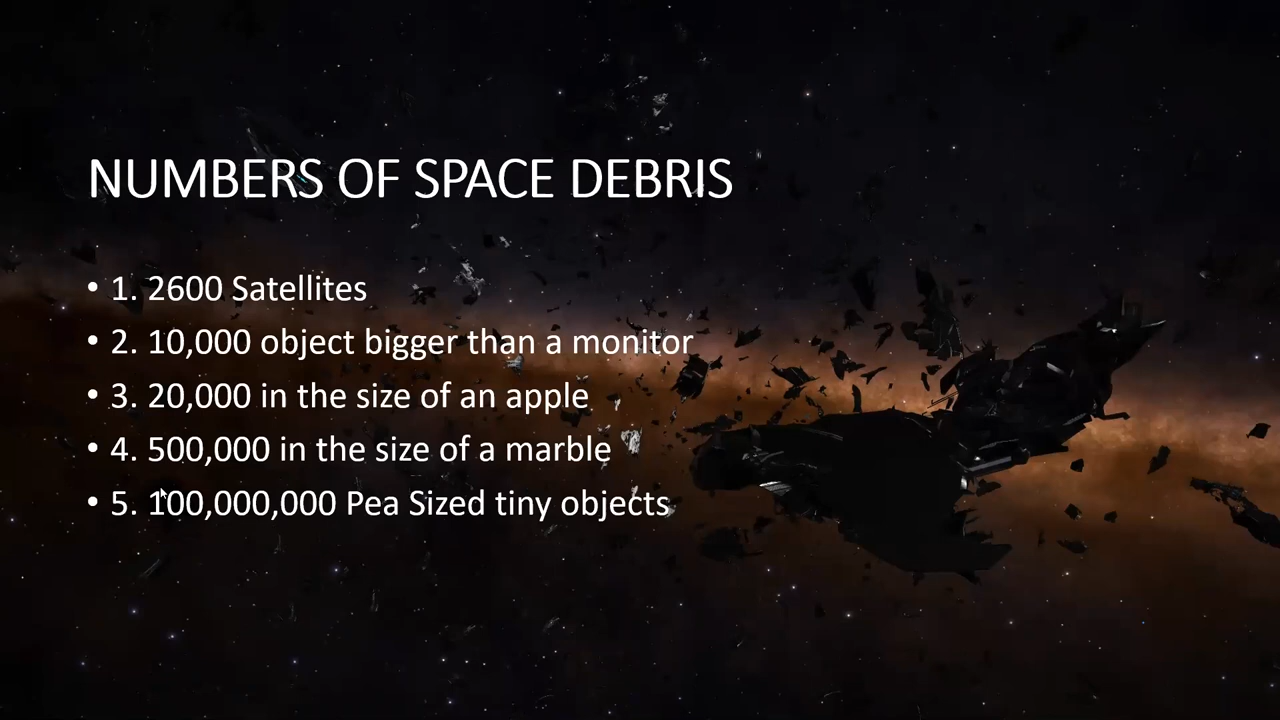 NUMBERS OF SPACE DEBRIS
• 1. 2600 Satellites
• 2. 10,000 object bigger than a monitor
• 3. 20,000 in the size of an apple
• 4. 500,000 in the size of a marble
• 5. 100,000,000 Pea Sized tiny objects